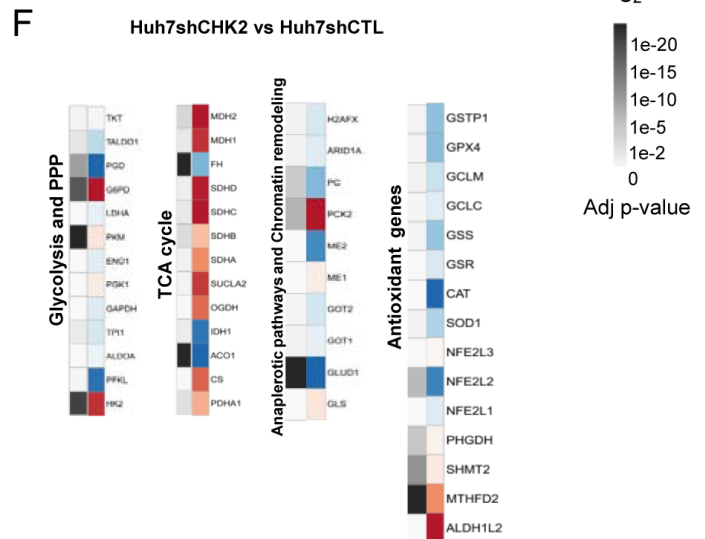 F
Huh7shCHK2 vs Huh7shCTL
Glycolysis and PPP
TKT
TALDO1
PGD
G6PD
LDHA
PKM
ENO1
PGK1
GAPDH
TPI1
ALDOA
PFKL
HK2
TCA cycle
MDH2
MDH1
FH
SDHD
SDHC
SDHB
SDHA
SUCLA2
OGDH
IDH1
ACO1
CS
PDHA1
Anaplerotic pathways and Chromatin remodeling
H2AFX
ARID1A
PC
PCK2
ME2
ME1
GOT2
GOT1
GLUD1
GLS
Antioxidant genes
GSTP1
GPX4
GCLM
GCLC
GSS
GSR
CAT
SOD1
NFE2L3
NFE2L2
NFE2L1
PHGDH
SHMT2
MTHFD2
ALDH1L2
1e-20
1e-15
1e-10
1e-5
1e-2
0
Adj p-value